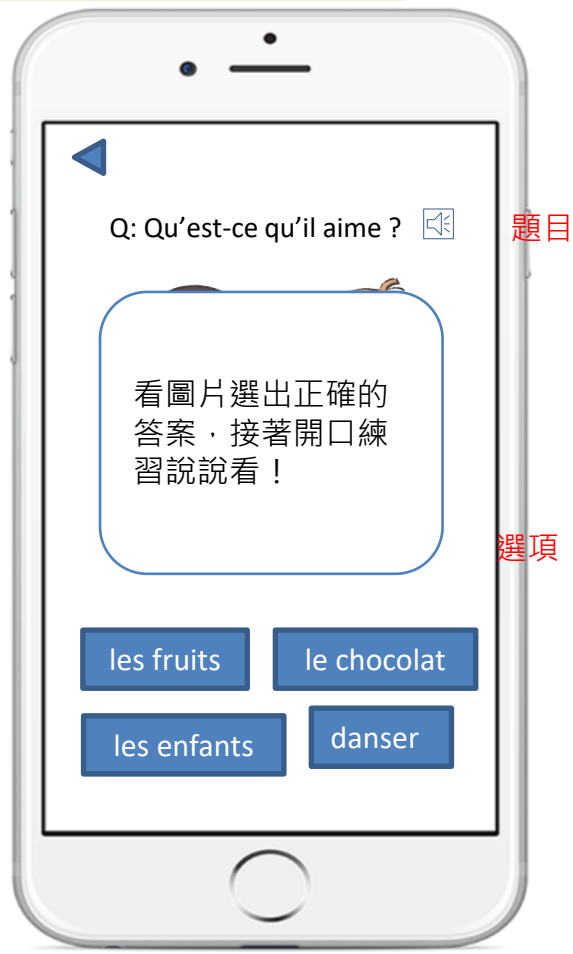 Q: Qu’est-ce qu’il aime ?
題目
看圖片選出正確的
答案，接著開口練
習說說看！
選項
les fruits
le chocolat
les enfants
danser